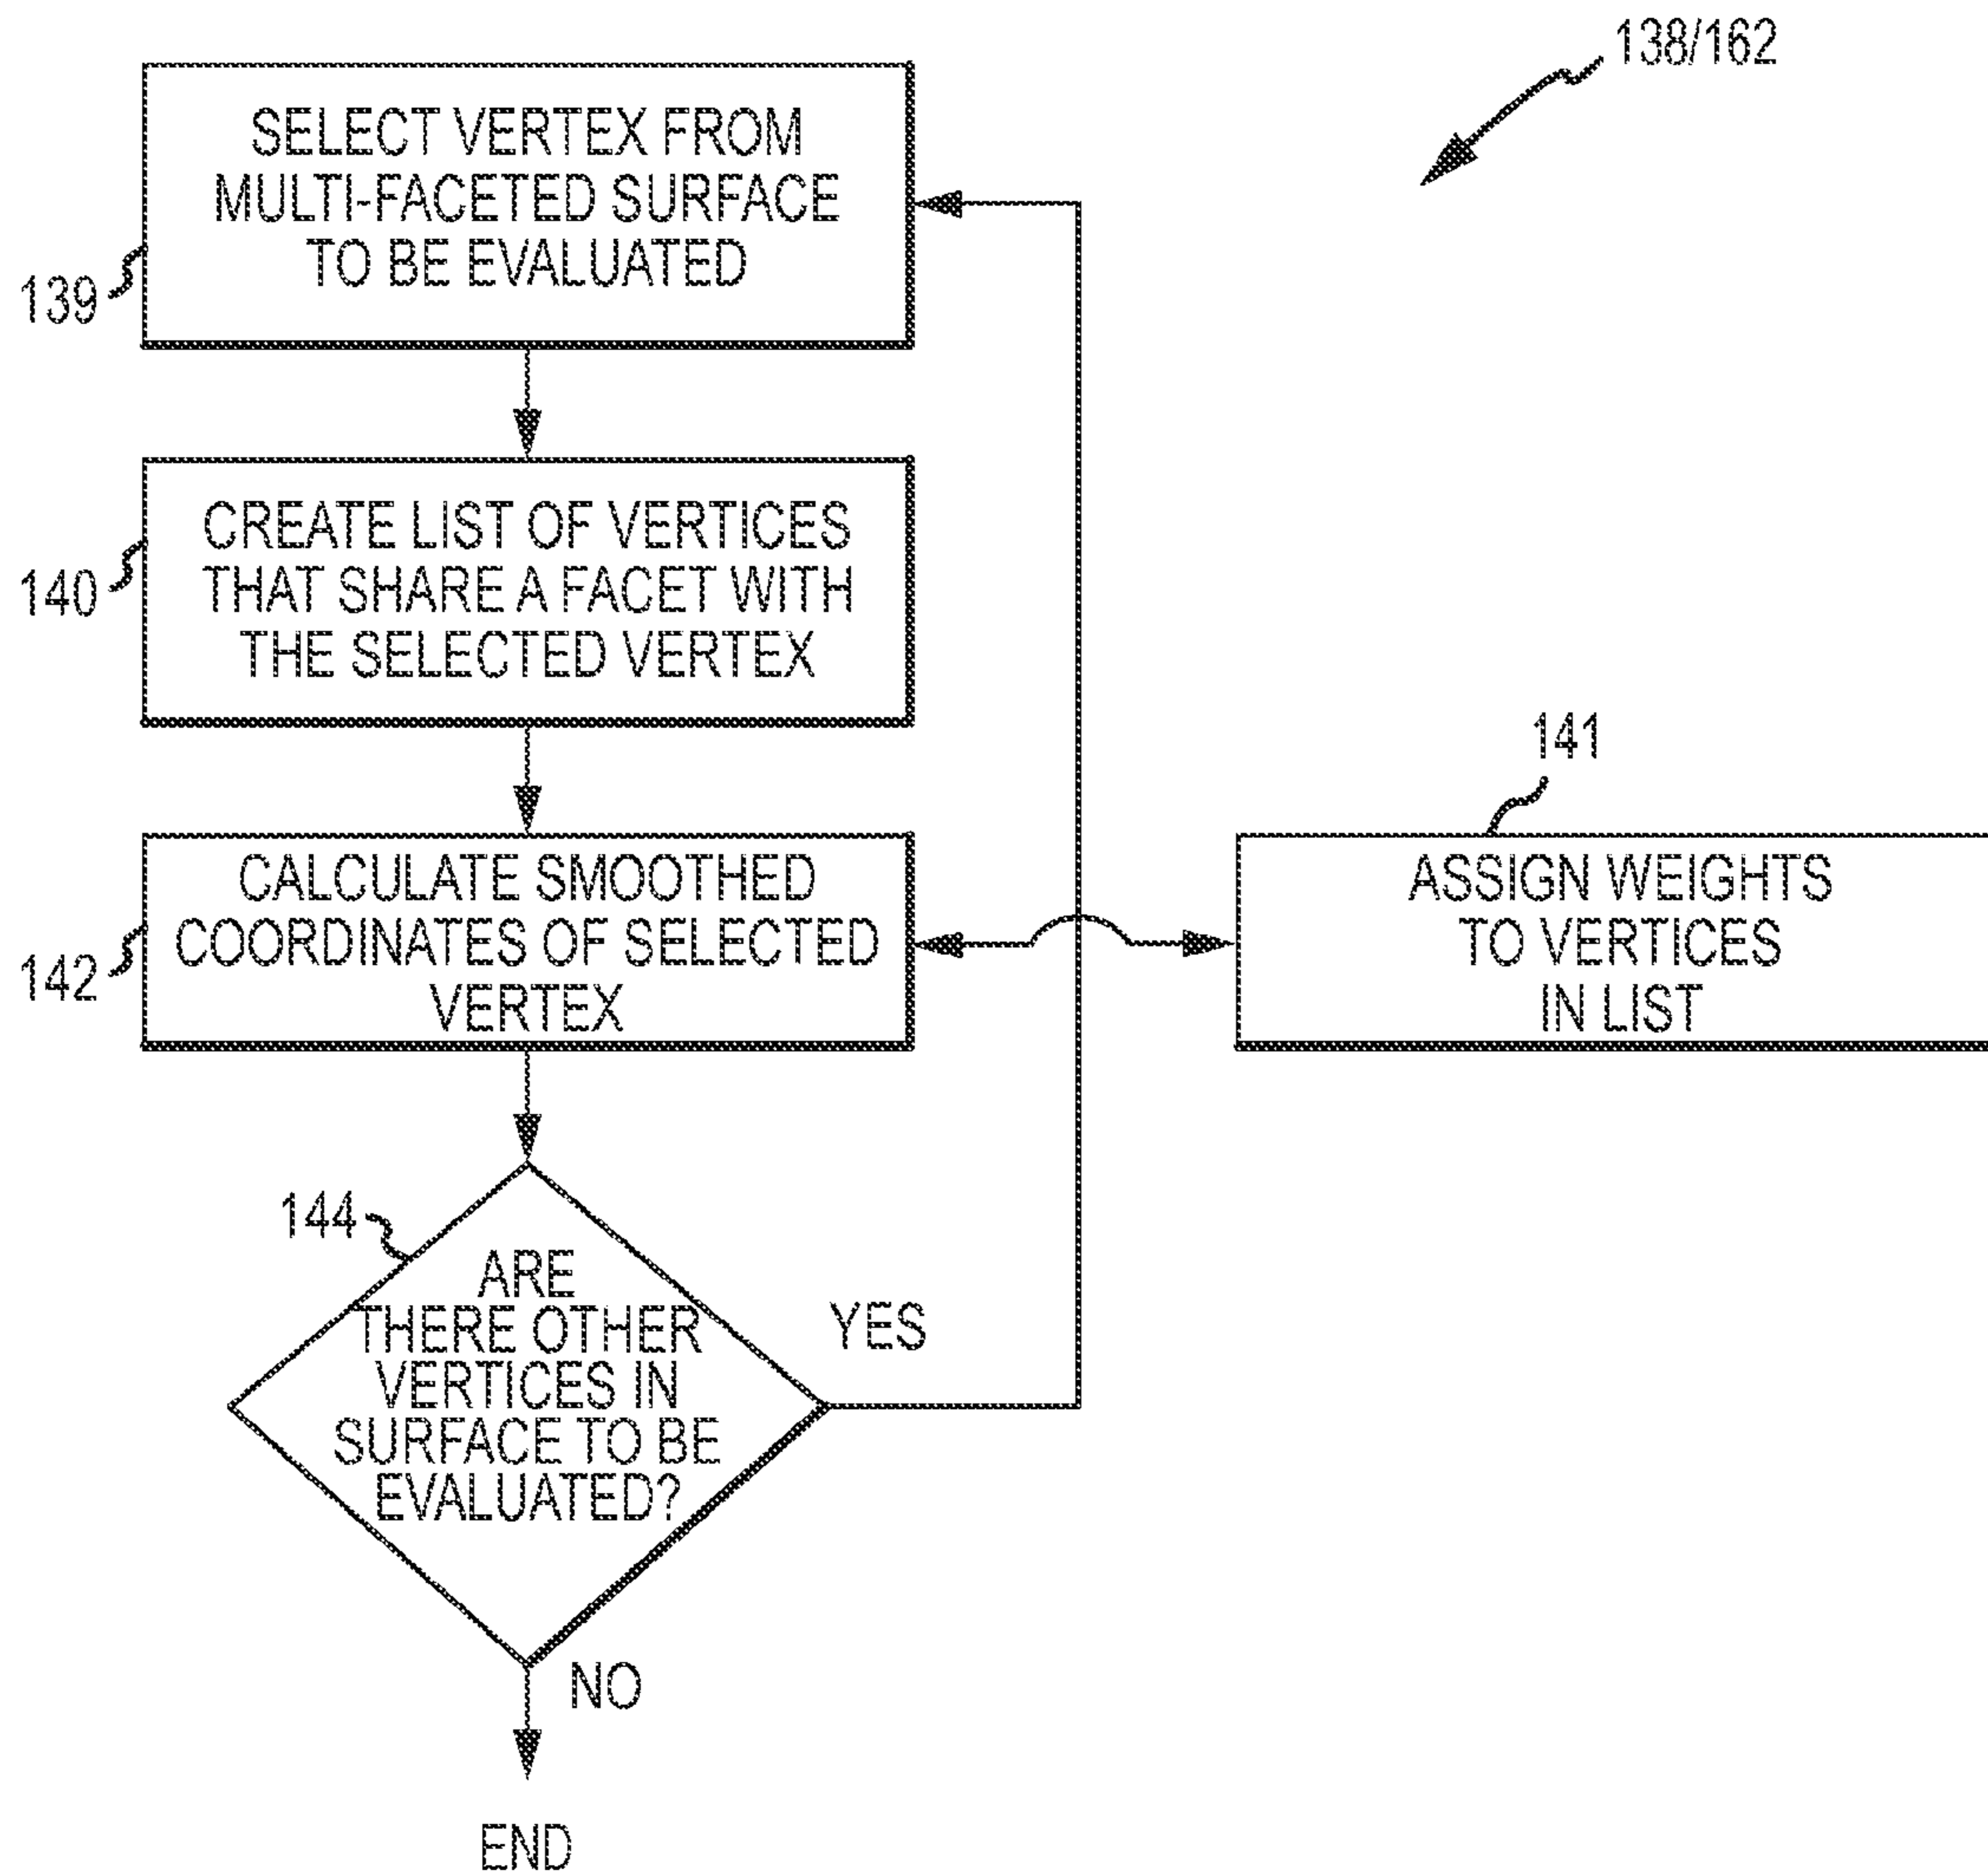 138/162
SELECT VERTEX FROM
MULTI-FACETED SURFACE
TO BE EVALUATED
139
CREATE LIST OF VERTICES
THAT SHARE A FACET WITH
THE SELECTED VERTEX
140
141
CALCULATE SMOOTHED
COORDINATES OF SELECTED
VERTEX
142
ASSIGN WEIGHTS
TO VERTICES
IN LIST
144
ARE
THERE OTHER
VERTICES IN
SURFACE TO BE
EVALUATED?
YES
NO
END